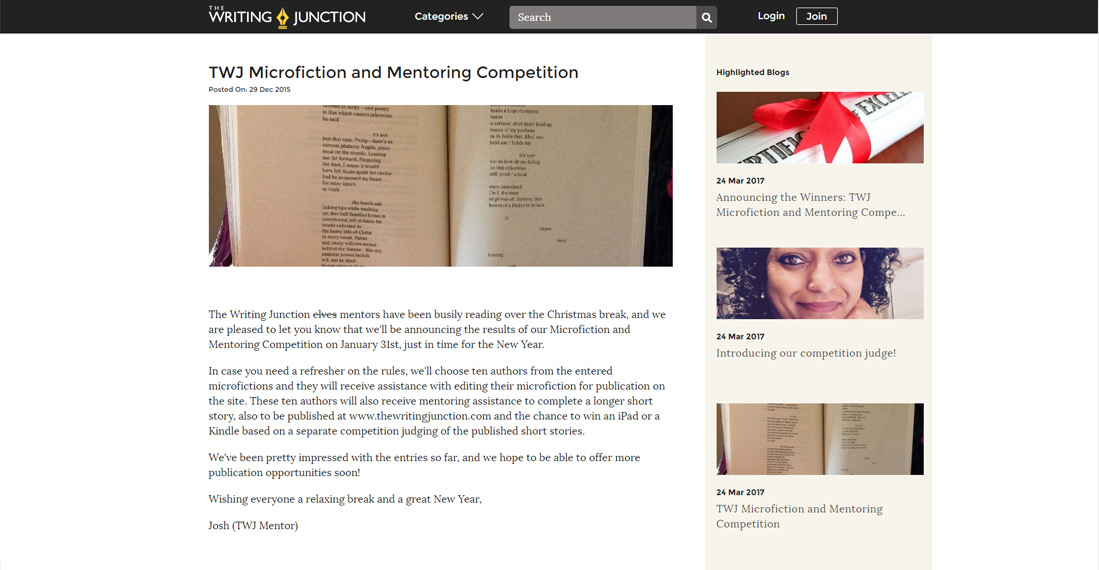 THE
WRITING JUNCTION
Categories
Search
Login
Join
TWJ Microfiction and Mentoring Competition
Posted On: 29 Dec 2015
The Writing Junction elves mentors have been busily reading over the Christmas break, and we
are pleased to let you know that we'll be announcing the results of our Microfiction and
Mentoring Competition on January 31st, just in time for the New Year.
In case you need a refresher on the rules, we'll choose ten authors from the entered
microfictions and they will receive assistance with editing their microfiction for publication on
the site. These ten authors will also receive mentoring assistance to complete a longer short
story, also to be published at www.thewritingjunction.com and the chance to win an iPad or a
Kindle based on a separate competition judging of the published short stories.
We've been pretty impressed with the entries so far, and we hope to be able to offer more
publication opportunities soon!
Wishing everyone a relaxing break and a great New Year,
Josh (TWJ Mentor)
Highlighted Blogs
24 Mar 2017
Announcing the Winners: TWJ
Microfiction and Mentoring Compe...
24 Mar 2017
Introducing our competition judge!
24 Mar 2017
TWJ Microfiction and Mentoring
Competition